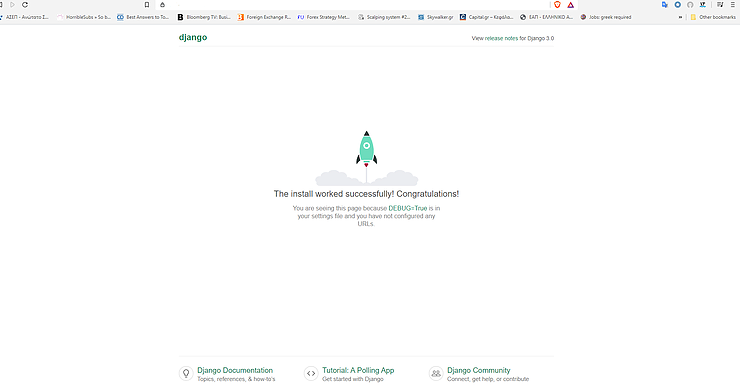 ΑΣΕΠ - Ανώτατο Σ...
HorribleSubs » So b...
Best Answers to To...
Bloomberg TV: Busi...
Foreign Exchange R...
Forex Strategy Met...
Scalping system #2...
Skywalker.gr
Capital.gr – Κεφάλα...
ΕΑΠ - ΕΛΛΗΝΙΚΟ Α...
Jobs: greek required
»
Other bookmarks
django
View release notes for Django 3.0
The install worked successfully! Congratulations!
You are seeing this page because DEBUG=True is in
your settings file and you have not configured any
URLs.
Django Documentation
Topics, references, & how-to's
Tutorial: A Polling App
Get started with Django
Django Community
Connect, get help, or contribute